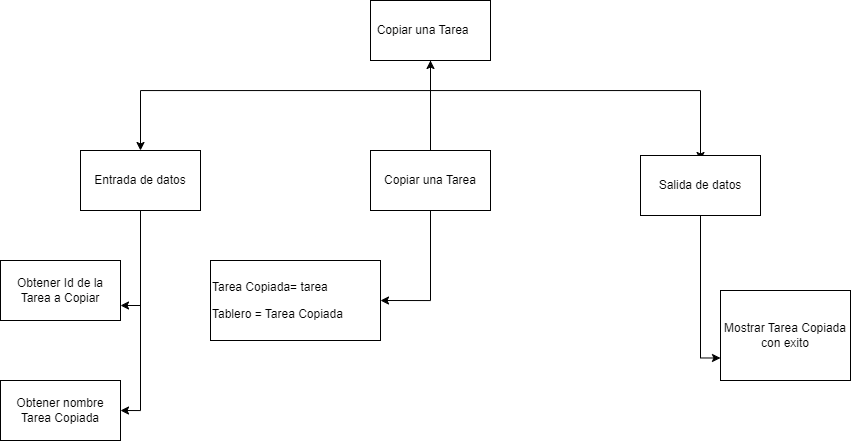 Copiar una Tarea
Entrada de datos
Copiar una Tarea
Salida de datos
Obtener Id de la
Tarea a Copiar
Tarea Copiada= tarea
Tablero = Tarea Copiada
Mostrar Tarea Copiada
con exito
Obtener nombre
Tarea Copiada